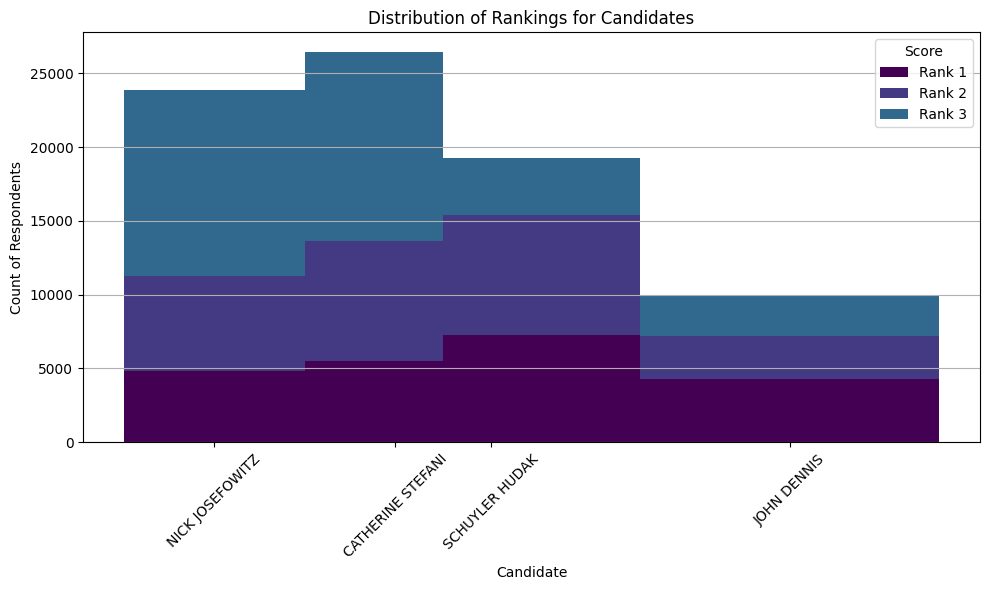 Distribution of Rankings for Candidates
Score
Rank 1
Rank 2
Rank 3
Count of Respondents
25000
20000
15000
10000
5000
0
NICK JOSEFOWITZ
CATHERINE STEFANI
SCHUYLER HUDAK
JOHN DENNIS
Candidate